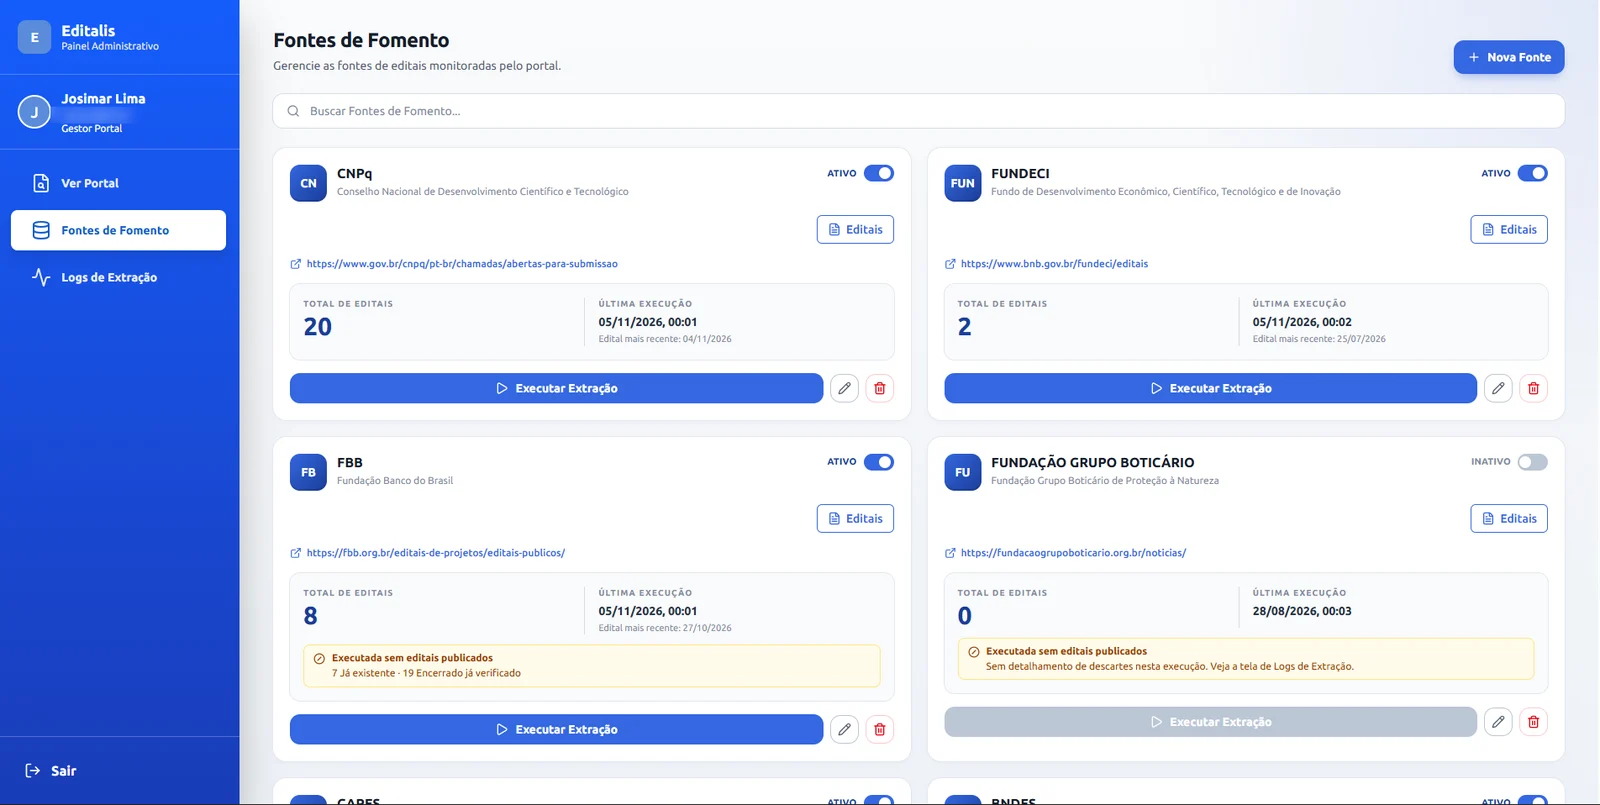 E
Editalis
Painel Administrativo
J
Josimar Lima
Gestor Portal
Ver Portal
Fontes de Fomento
Logs de Extração
Sair
Fontes de Fomento
Gerencie as fontes de editais monitoradas pelo portal.
Nova Fonte
Buscar Fontes de Fomento...
CN
CNPq
Conselho Nacional de Desenvolvimento Científico e Tecnológico
ATIVO
Editais
https://www.gov.br/cnpq/pt-br/chamadas/abertas-para-submissao
TOTAL DE EDITAIS
20
ÚLTIMA EXECUÇÃO
05/11/2026, 00:01
Edital mais recente: 04/11/2026
Executar Extração
FUN
FUNDECI
Fundo de Desenvolvimento Econômico, Científico, Tecnológico e de Inovação
ATIVO
Editais
https://www.bnb.gov.br/fundeci/editais
TOTAL DE EDITAIS
2
ÚLTIMA EXECUÇÃO
05/11/2026, 00:02
Edital mais recente: 25/07/2026
Executar Extração
FB
FBB
Fundação Banco do Brasil
ATIVO
Editais
https://fbb.org.br/editais-de-projetos/editais-publicos/
TOTAL DE EDITAIS
8
ÚLTIMA EXECUÇÃO
05/11/2026, 00:01
Edital mais recente: 27/10/2026
Executada sem editais publicados
7 Já existente · 19 Encerrado já verificado
Executar Extração
FU
FUNDAÇÃO GRUPO BOTICÁRIO
Fundação Grupo Boticário de Proteção à Natureza
INATIVO
Editais
https://fundacaogrupoboticario.org.br/noticias/
TOTAL DE EDITAIS
0
ÚLTIMA EXECUÇÃO
28/08/2026, 00:03
Executada sem editais publicados
Sem detalhamento de descartes nesta execução. Veja a tela de Logs de Extração.
Executar Extração
CAPES
ATIVO
BNDES
ATIVO